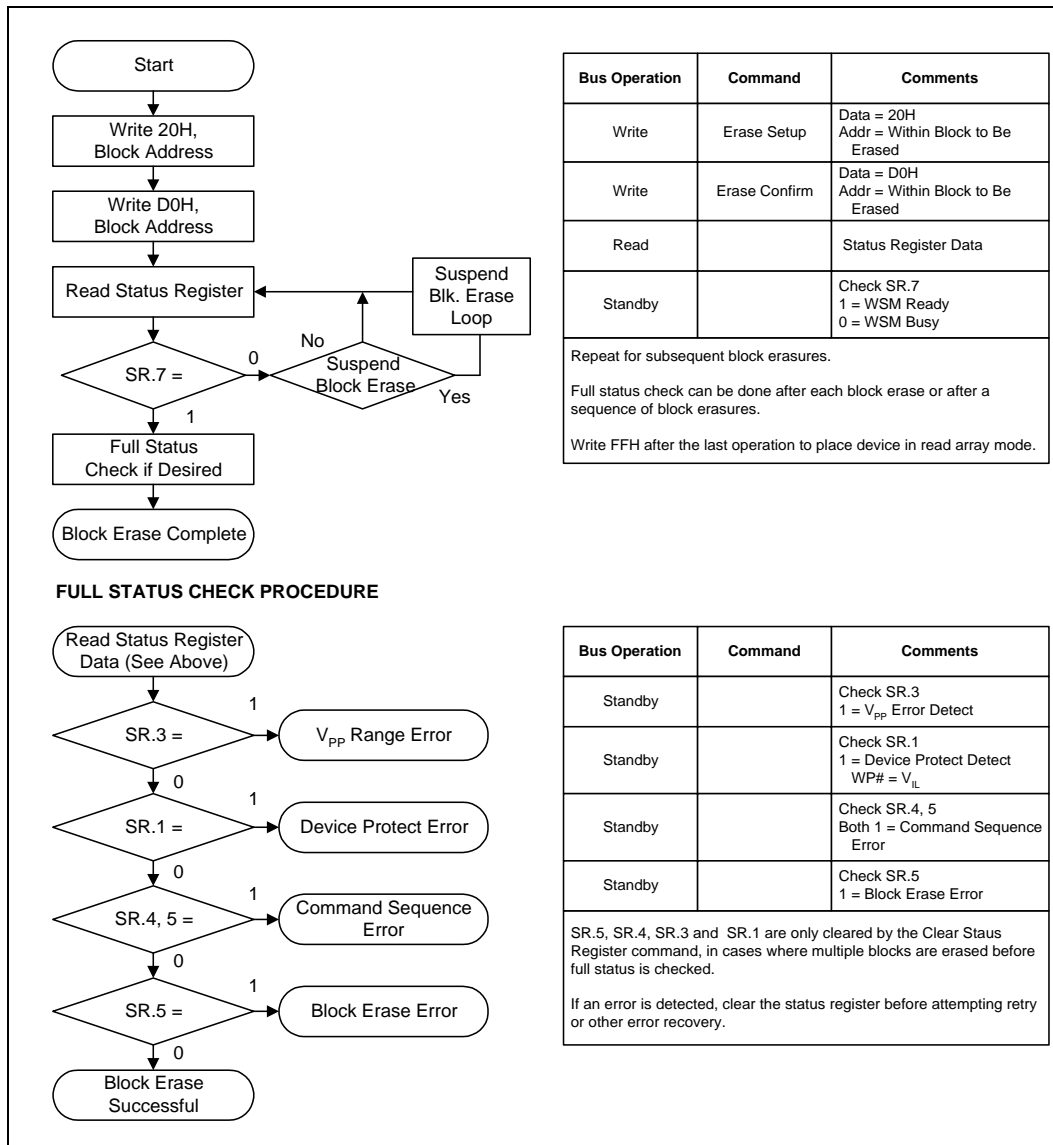 Start
Write 20H,
Block Address
Write D0H,
Block Address
Read Status Register
Suspend
Blk. Erase
Loop
No
0
SR.7 =
Suspend
Block Erase
Yes
1
Full Status
Check if Desired
Block Erase Complete
Bus Operation Command Comments
Write Erase Setup Data = 20H
Addr = Within Block to Be
Erased
Write Erase Confirm Data = D0H
Addr = Within Block to Be
Erased
Read Status Register Data
Standby Check SR.7
1 = WSM Ready
0 = WSM Busy
Repeat for subsequent block erasures.
Full status check can be done after each block erase or after a
sequence of block erasures.
Write FFH after the last operation to place device in read array mode.
FULL STATUS CHECK PROCEDURE
Read Status Register
Data (See Above)
1
SR.3 =
VPP Range Error
0
1
SR.1 =
Device Protect Error
0
1
SR.4, 5 =
Command Sequence
Error
0
1
SR.5 =
Block Erase Error
0
Block Erase
Successful
Bus Operation Command Comments
Standby Check SR.3
1 = VPP Error Detect
Standby Check SR.1
1 = Device Protect Detect
WP# = VIL
Standby Check SR.4, 5
Both 1 = Command Sequence
Error
Standby Check SR.5
1 = Block Erase Error
SR.5, SR.4, SR.3 and SR.1 are only cleared by the Clear Staus
Register command, in cases where multiple blocks are erased before
full status is checked.
If an error is detected, clear the status register before attempting retry
or other error recovery.